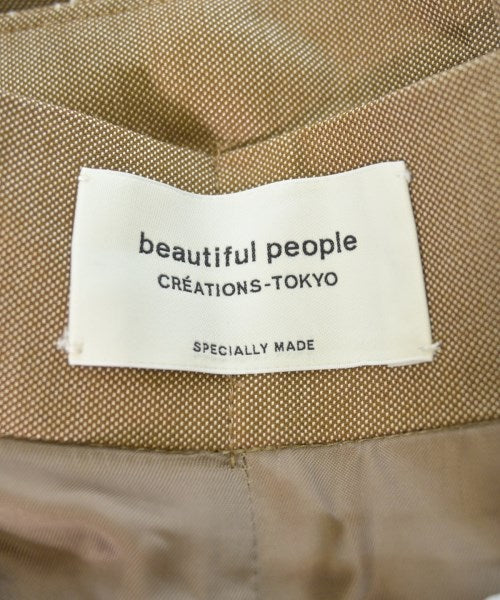 beautiful people
CRÉATIONS-TOKYO
SPECIALLY MADE